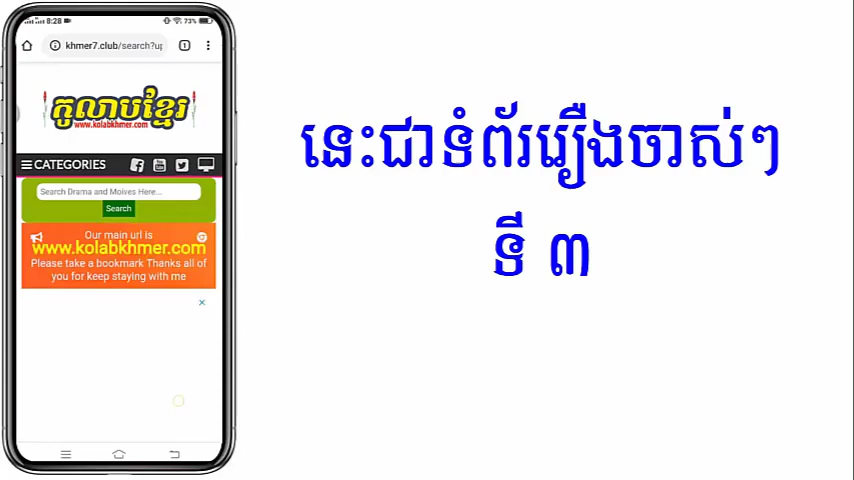 8:28
73%
khmer7.club/search?up
1
កូលាបខ្មែរ
www.kolabkhmer.com
CATEGORIES
Search Drama and Moives Here...
Search
Our main url is
www.kolabkhmer.com
Please take a bookmark Thanks all of
you for keep staying with me
នេះជាទំព័ររឿងចាស់ៗ
ទី ៣